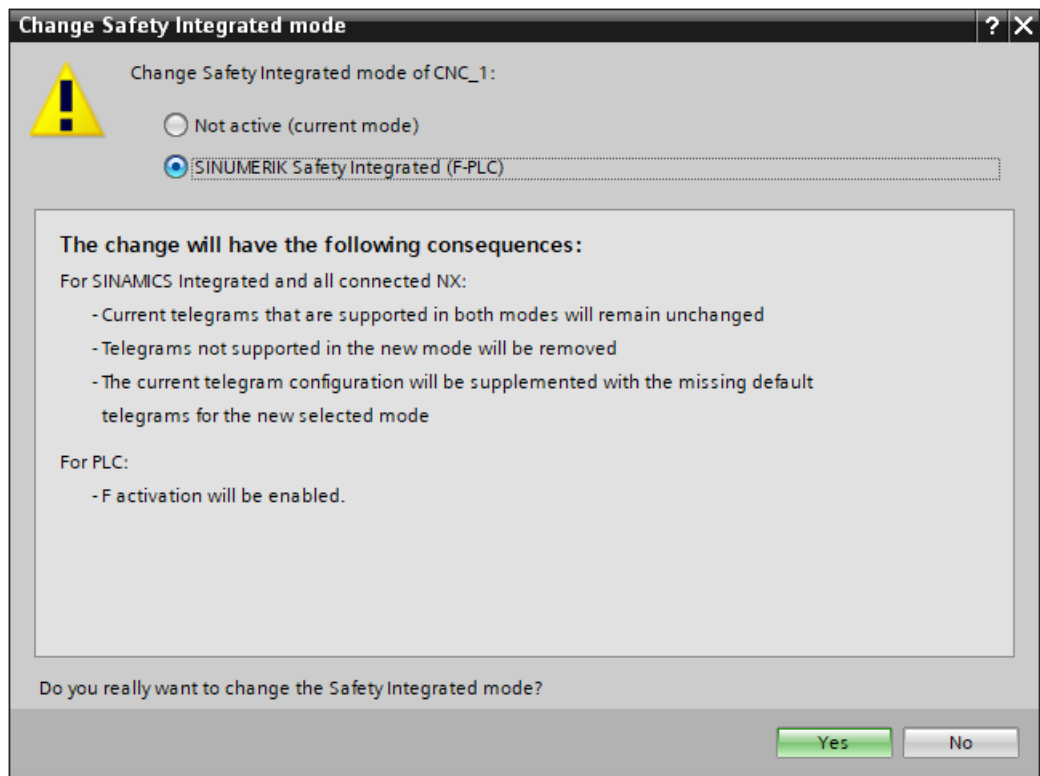 Change Safety Integrated mode
? X
Change Safety Integrated mode of CNC_1:
Not active (current mode)
SINUMERIK Safety Integrated (F-PLC)
The change will have the following consequences:
For SINAMICS Integrated and all connected NX:
- Current telegrams that are supported in both modes will remain unchanged
- Telegrams not supported in the new mode will be removed
- The current telegram configuration will be supplemented with the missing default
telegrams for the new selected mode
For PLC:
- F activation will be enabled.
Do you really want to change the Safety Integrated mode?
Yes No